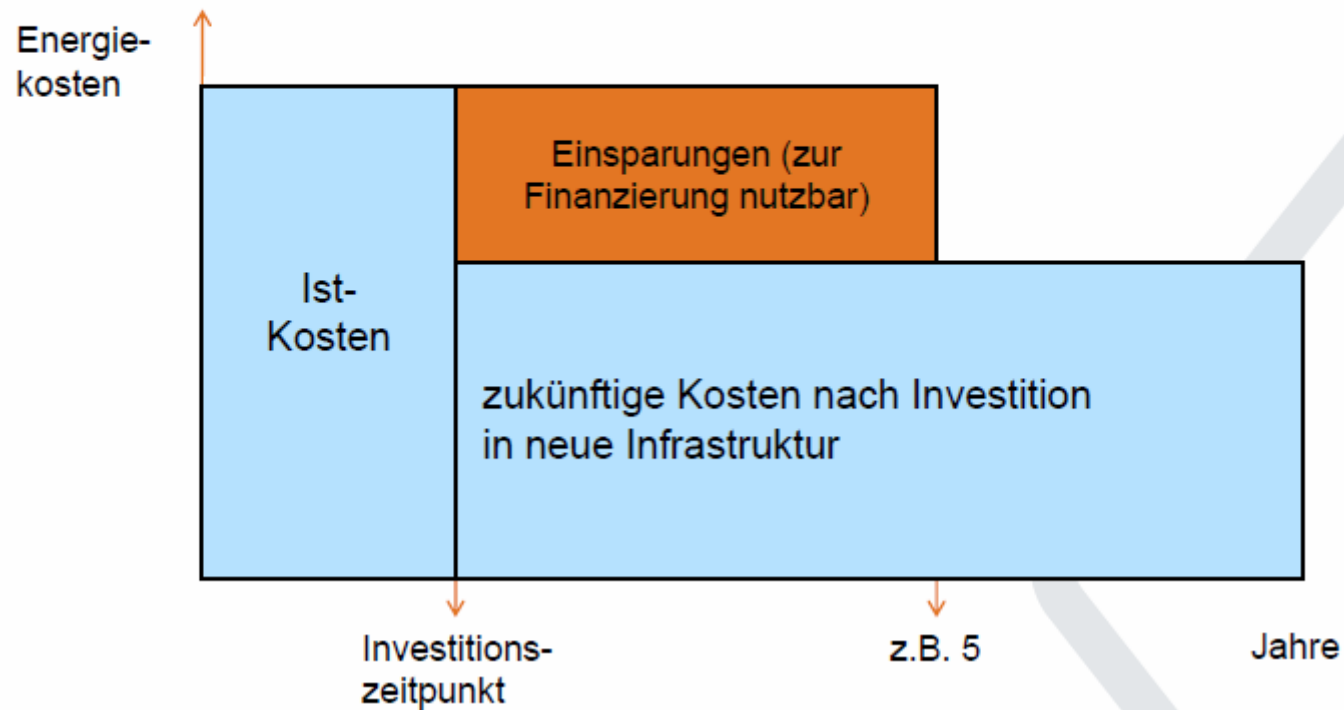 Energie-
kosten
Einsparungen (zur
Finanzierung nutzbar)
Ist-
Kosten
zukünftige Kosten nach Investition
in neue Infrastruktur
Investitions-
zeitpunkt
z.B. 5
Jahre